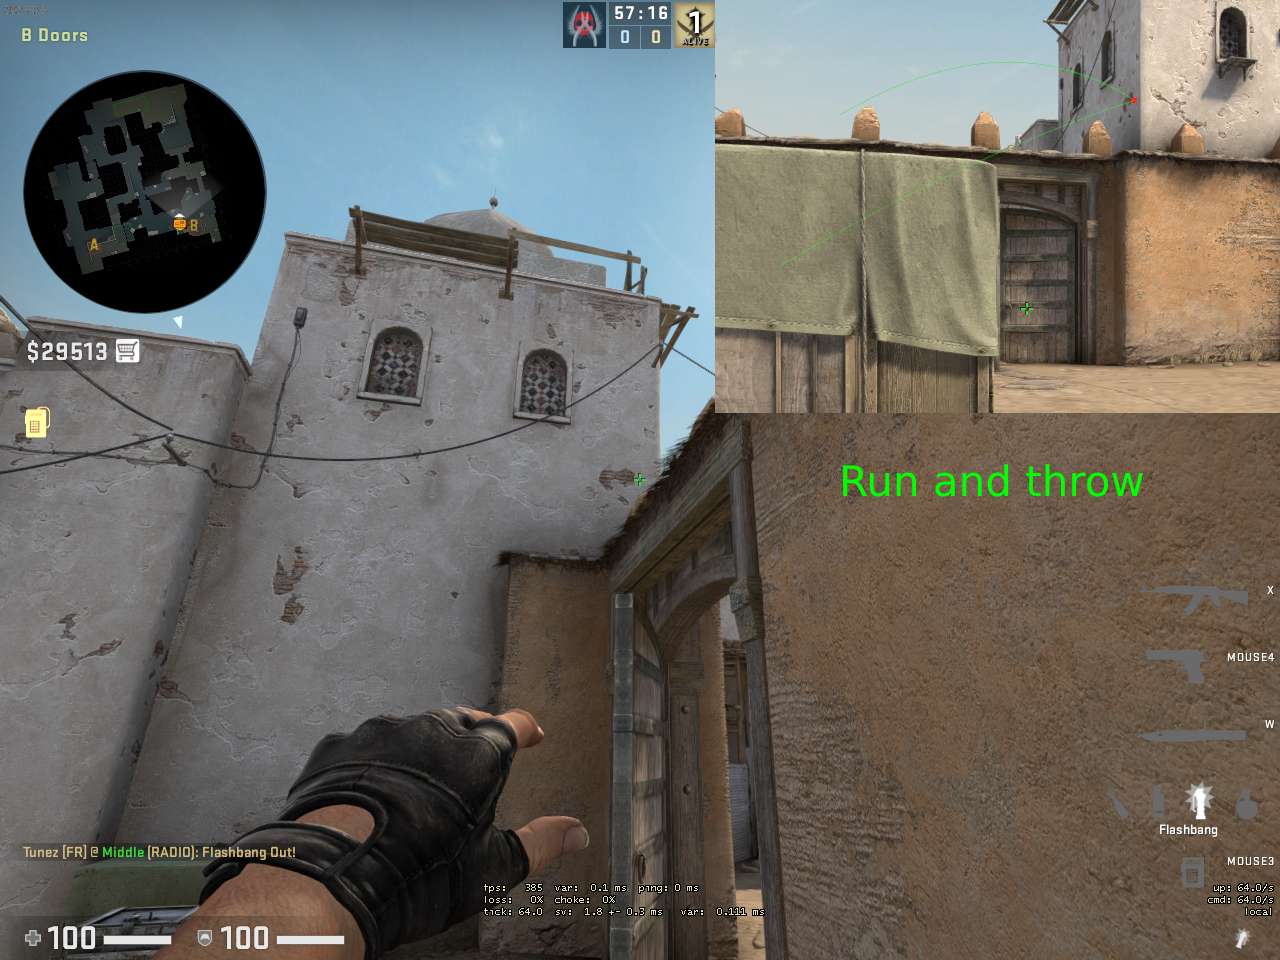 B Doors
57:16
0 0
1
ALIVE
A
B
$29513
Run and throw
X
MOUSE4
W
Flashbang
MOUSE3
Tunez [FR] @ Middle (RADIO): Flashbang Out!
fps: 385 var: 0.1 ms ping: 0 ms
loss: 0% choke: 0%
tick: 64.0 sv: 1.8 +- 0.3 ms var: 0.111 ms
up: 64.0/s
cmd: 64.0/s
local
100
100